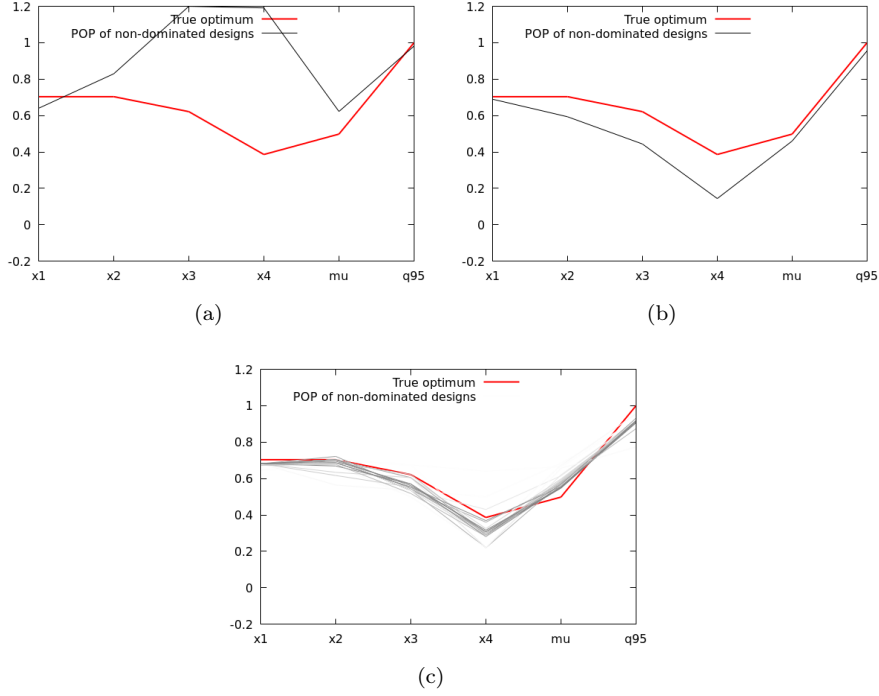 1.2
1
0.8
0.6
0.4
0.2
0
-0.2
x1 x2 x3 x4 mu q95
True optimum
POP of non-dominated designs
(a)
1.2
1
0.8
0.6
0.4
0.2
0
-0.2
x1 x2 x3 x4 mu q95
True optimum
POP of non-dominated designs
(b)
1.2
1
0.8
0.6
0.4
0.2
0
-0.2
x1 x2 x3 x4 mu q95
True optimum
POP of non-dominated designs
(c)